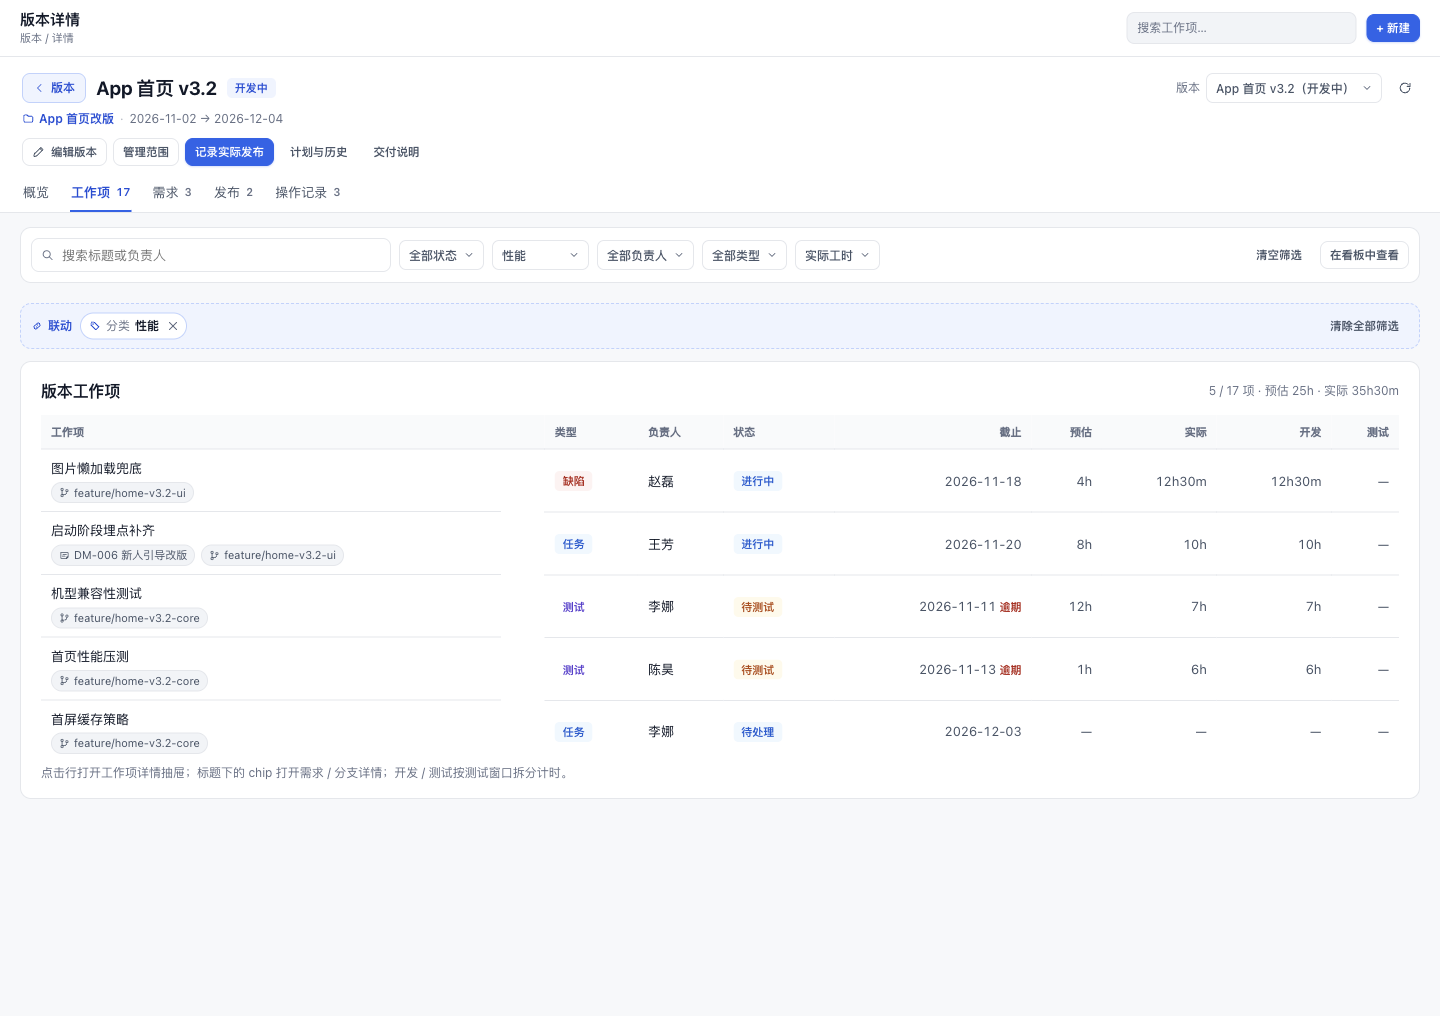 版本详情
版本 / 详情
搜索工作项...
+ 新建
版本
App 首页 v3.2
开发中
版本
App 首页 v3.2（开发中）
App 首页改版 · 2026-11-02 → 2026-12-04
编辑版本
管理范围
记录实际发布
计划与历史
交付说明
概览
工作项 17
需求 3
发布 2
操作记录 3
搜索标题或负责人
全部状态
性能
全部负责人
全部类型
实际工时
清空筛选
在看板中查看
联动
分类 性能
清除全部筛选
版本工作项
5 / 17 项 · 预估 25h · 实际 35h30m
工作项 类型 负责人 状态 截止 预估 实际 开发 测试
图片懒加载兜底
feature/home-v3.2-ui
缺陷 赵磊 进行中 2026-11-18 4h 12h30m 12h30m —
启动阶段埋点补齐
DM-006 新人引导改版 feature/home-v3.2-ui
任务 王芳 进行中 2026-11-20 8h 10h 10h —
机型兼容性测试
feature/home-v3.2-core
测试 李娜 待测试 2026-11-11 逾期 12h 7h 7h —
首页性能压测
feature/home-v3.2-core
测试 陈昊 待测试 2026-11-13 逾期 1h 6h 6h —
首屏缓存策略
feature/home-v3.2-core
任务 李娜 待处理 2026-12-03 — — — —
点击行打开工作项详情抽屉；标题下的 chip 打开需求 / 分支详情；开发 / 测试按测试窗口拆分计时。